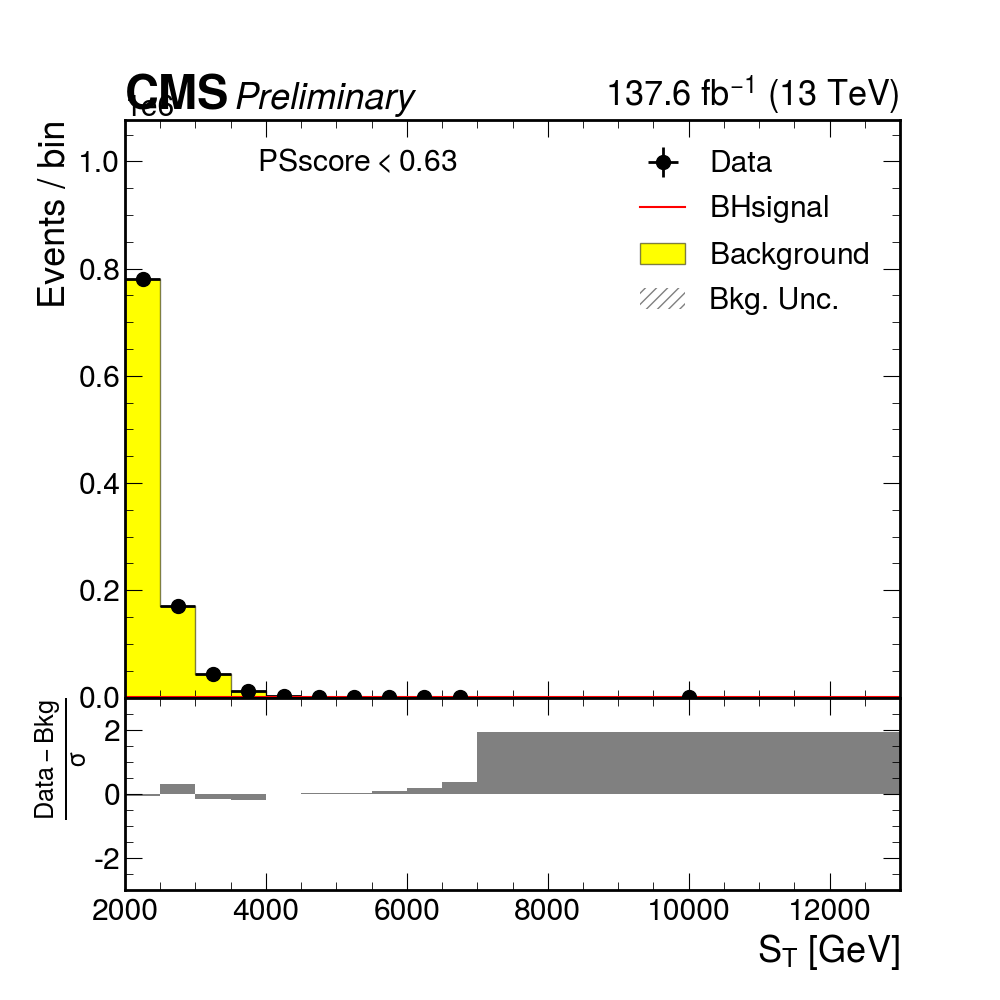 CMS Preliminary 137.6 fb⁻¹ (13 TeV)
1e6
Events / bin
PSscore < 0.63
Data
BHsignal
Background
Bkg. Unc.
1.0
0.8
0.6
0.4
0.2
0.0
Data – Bkg
σ
2
0
-2
2000 4000 6000 8000 10000 12000
S_T [GeV]